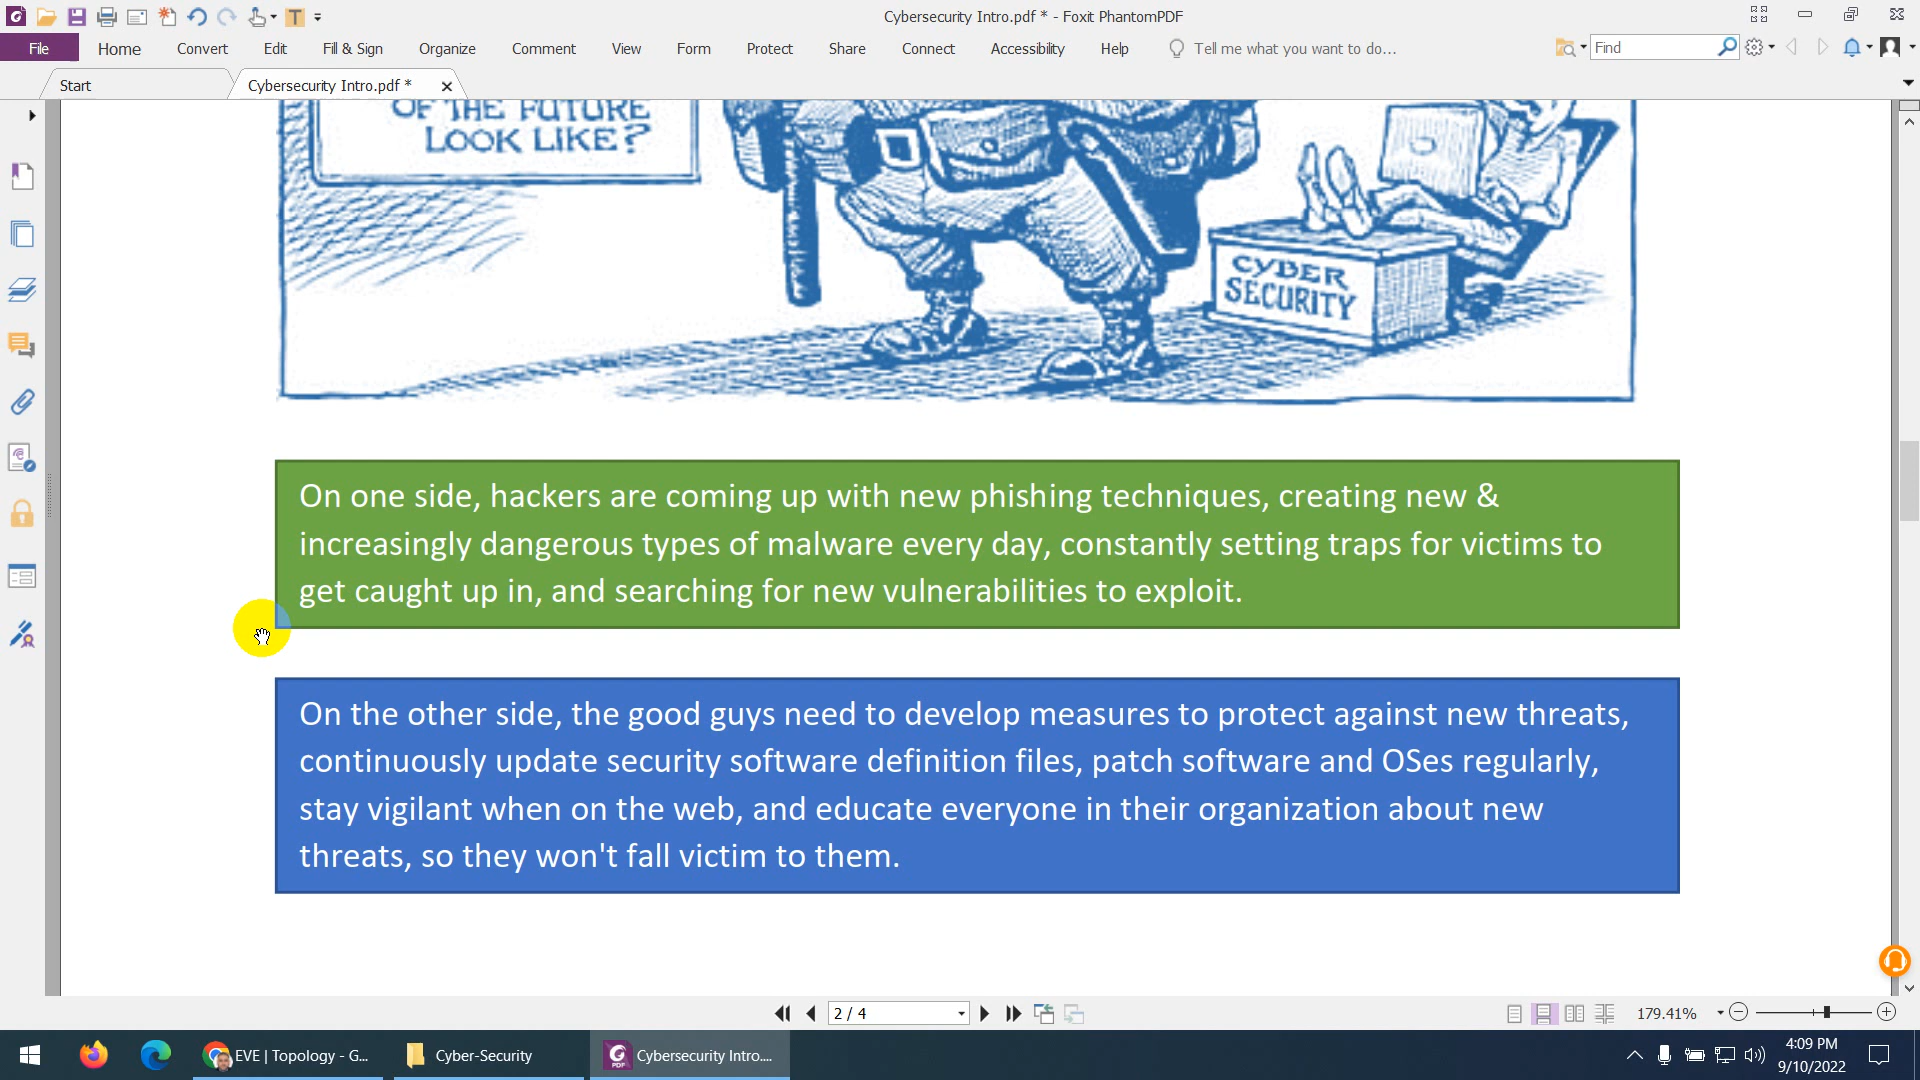 Cybersecurity Intro.pdf * - Foxit PhantomPDF
File Home Convert Edit Fill & Sign Organize Comment View Form Protect Share Connect Accessibility Help Tell me what you want to do... Find
Start Cybersecurity Intro.pdf *
OF THE FUTURE
LOOK LIKE?
CYBER
SECURITY
On one side, hackers are coming up with new phishing techniques, creating new &
increasingly dangerous types of malware every day, constantly setting traps for victims to
get caught up in, and searching for new vulnerabilities to exploit.
On the other side, the good guys need to develop measures to protect against new threats,
continuously update security software definition files, patch software and OSes regularly,
stay vigilant when on the web, and educate everyone in their organization about new
threats, so they won't fall victim to them.
2 / 4 179.41%
EVE | Topology - G... Cyber-Security Cybersecurity Intro....
4:09 PM
9/10/2022